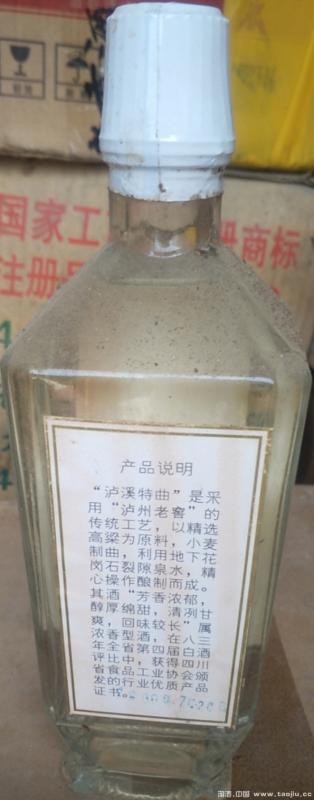 国家工
册商标
注册
产品说明
“泸溪特曲”是采
用“泸州老窖”的
传统工艺，以精选
高粱为原料，小麦
制曲，利用地下花
岗石裂隙泉水，精
心操作酿制而成。
其酒“芳香浓郁，
醇厚绵甜，清冽甘
爽，回味较长”属
浓香型酒，在八三
年全省第四届白酒
评比中，获得四川
省食品工业协会颁
发的行业优质产品
证书。
淘酒.中国 www.taojiu.cc